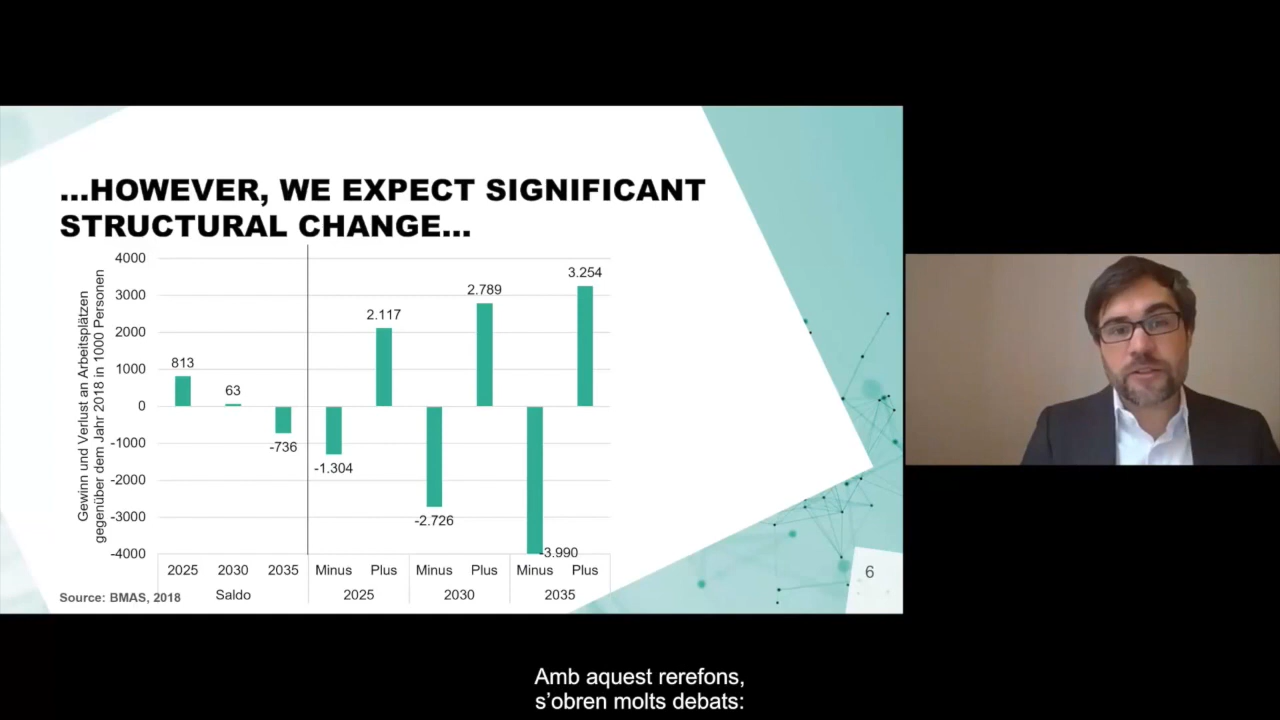 ...HOWEVER, WE EXPECT SIGNIFICANT
STRUCTURAL CHANGE...
Gewinn und Verlust an Arbeitsplätzen
gegenüber dem Jahr 2018 in 1000 Personen
4000
3000
2000
1000
0
-1000
-2000
-3000
-4000
813
63
-736
-1.304
2.117
-2.726
2.789
-3.990
3.254
2025 2030 2035 Minus Plus Minus Plus Minus Plus
Saldo 2025 2030 2035
Source: BMAS, 2018
6
Amb aquest rerefons,
s’obren molts debats: